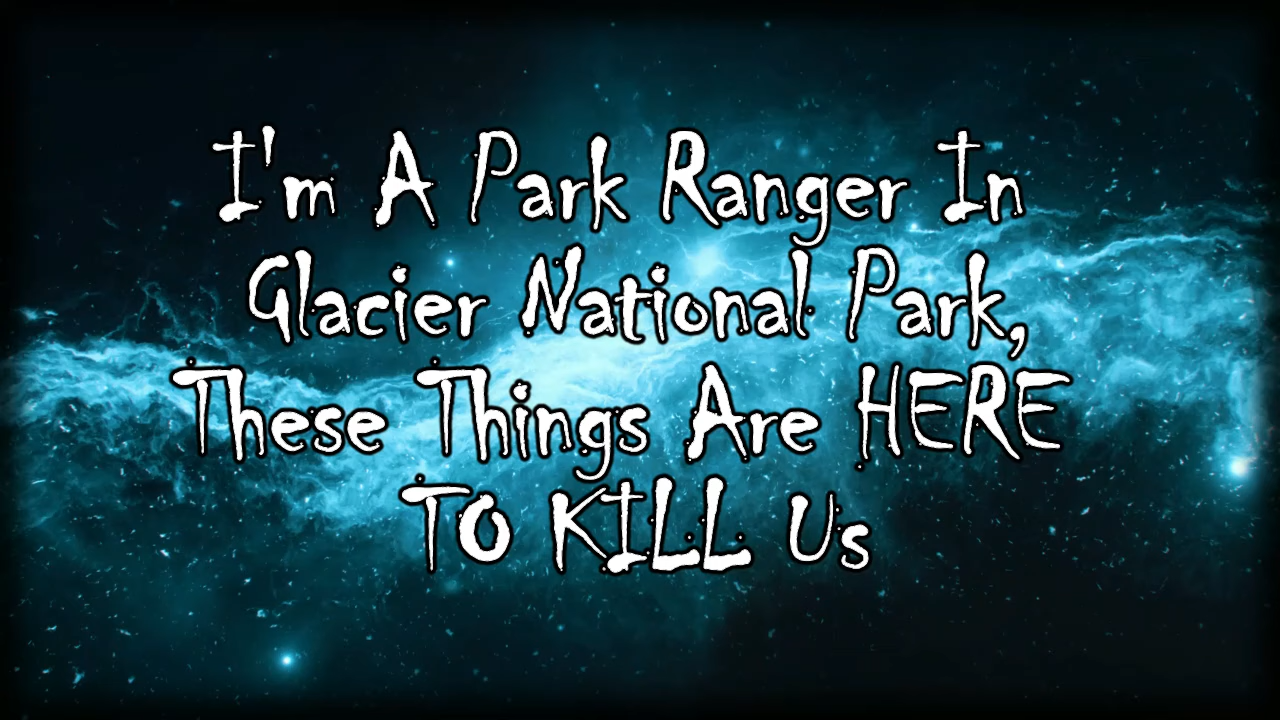 I'm A Park Ranger In
Glacier National Park,
These Things Are HERE
TO KILL Us